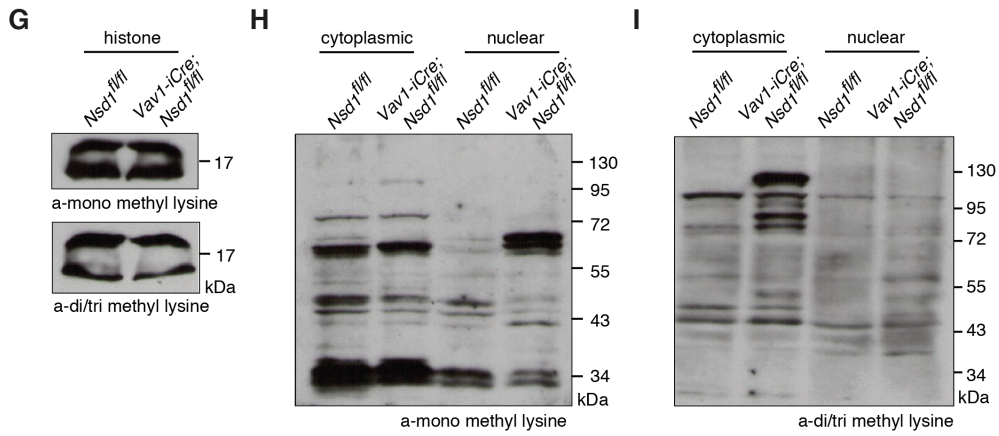 G
histone
Nsd1fl/fl
Vav1-iCre;
Nsd1fl/fl
17
a-mono methyl lysine
17
kDa
a-di/tri methyl lysine
H
cytoplasmic
nuclear
Nsd1fl/fl
Vav1-iCre;
Nsd1fl/fl
Nsd1fl/fl
Vav1-iCre;
Nsd1fl/fl
130
95
72
55
43
34
kDa
a-mono methyl lysine
I
cytoplasmic
nuclear
Nsd1fl/fl
Vav1-iCre;
Nsd1fl/fl
Nsd1fl/fl
Vav1-iCre;
Nsd1fl/fl
130
95
72
55
43
34
kDa
a-di/tri methyl lysine